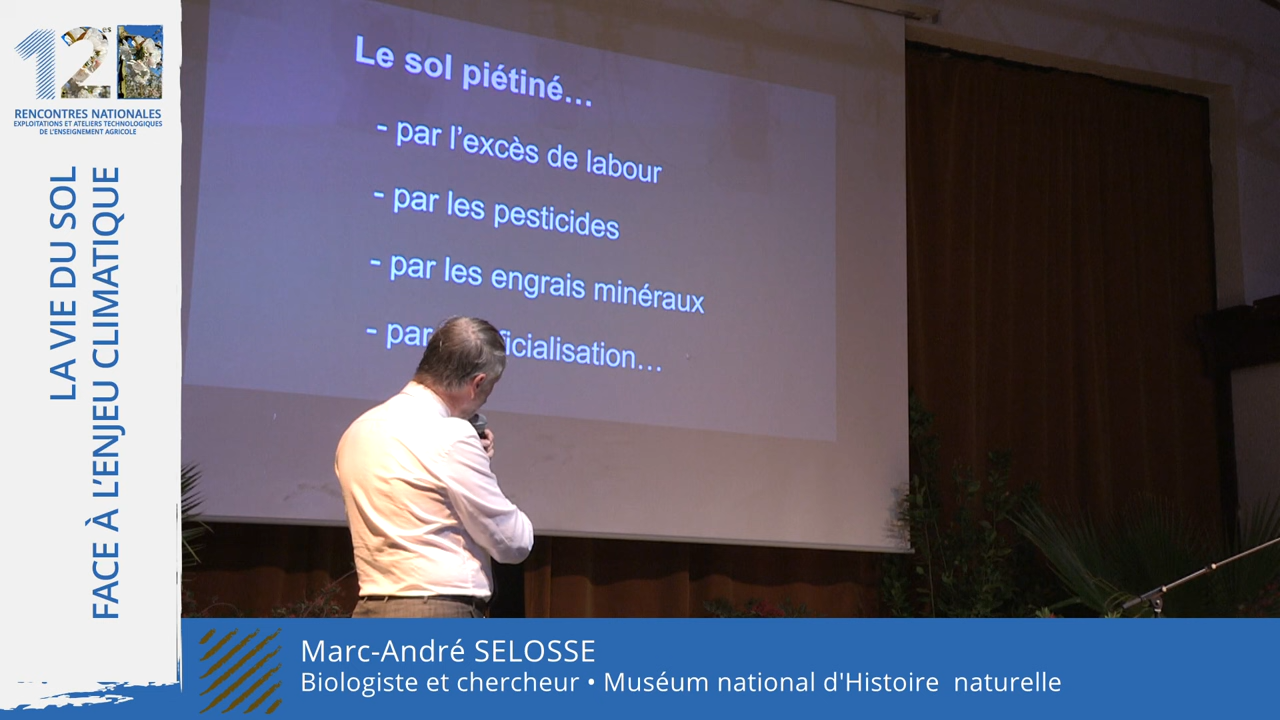 12es
RENCONTRES NATIONALES
EXPLOITATIONS ET ATELIERS TECHNOLOGIQUES
DE L'ENSEIGNEMENT AGRICOLE
LA VIE DU SOL
FACE À L'ENJEU CLIMATIQUE
Le sol piétiné...
- par l'excès de labour
- par les pesticides
- par les engrais minéraux
- par ficialisation...
Marc-André SELOSSE
Biologiste et chercheur • Muséum national d'Histoire naturelle